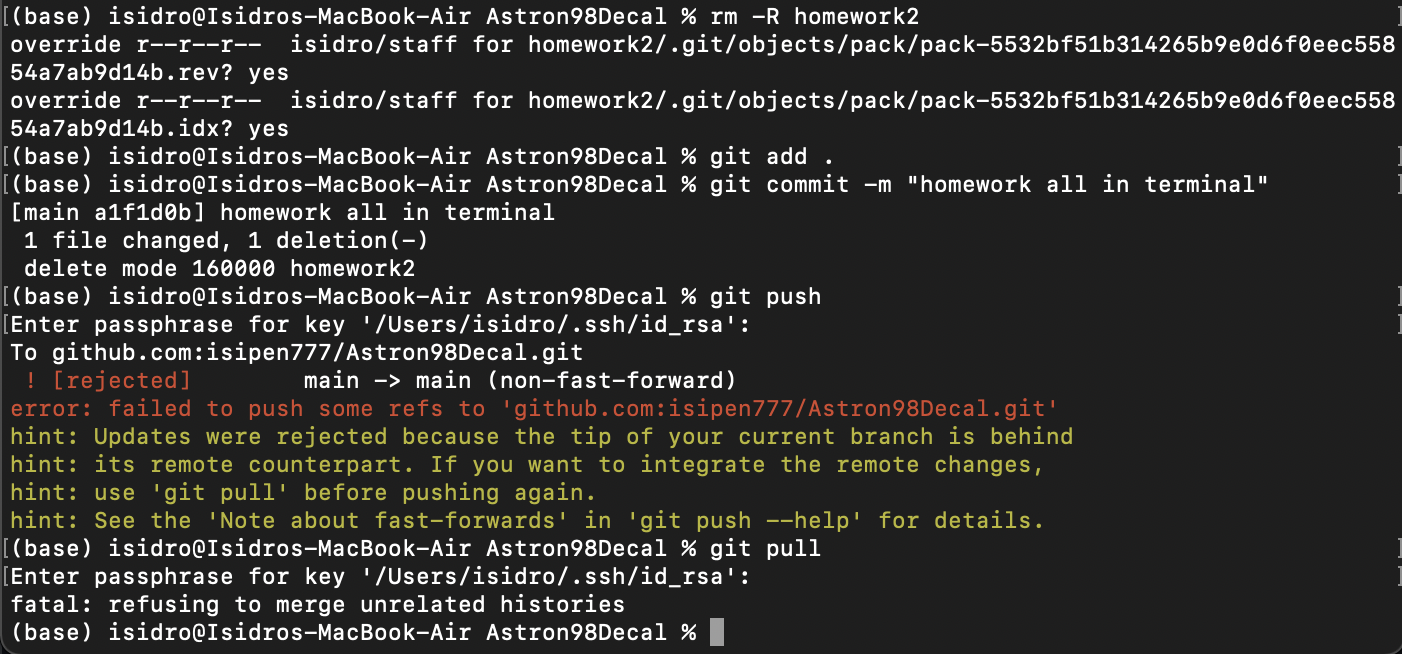 [(base) isidro@Isidros-MacBook-Air Astron98Decal % rm -R homework2 ]
override r--r--r--  isidro/staff for homework2/.git/objects/pack/pack-5532bf51b314265b9e0d6f0eec558
54a7ab9d14b.rev? yes
override r--r--r--  isidro/staff for homework2/.git/objects/pack/pack-5532bf51b314265b9e0d6f0eec558
54a7ab9d14b.idx? yes
[(base) isidro@Isidros-MacBook-Air Astron98Decal % git add . ]
[(base) isidro@Isidros-MacBook-Air Astron98Decal % git commit -m "homework all in terminal" ]
[main a1f1d0b] homework all in terminal
 1 file changed, 1 deletion(-)
 delete mode 160000 homework2
[(base) isidro@Isidros-MacBook-Air Astron98Decal % git push ]
[Enter passphrase for key '/Users/isidro/.ssh/id_rsa': ]
To github.com:isipen777/Astron98Decal.git
 ! [rejected]        main -> main (non-fast-forward)
error: failed to push some refs to 'github.com:isipen777/Astron98Decal.git'
hint: Updates were rejected because the tip of your current branch is behind
hint: its remote counterpart. If you want to integrate the remote changes,
hint: use 'git pull' before pushing again.
hint: See the 'Note about fast-forwards' in 'git push --help' for details.
[(base) isidro@Isidros-MacBook-Air Astron98Decal % git pull ]
[Enter passphrase for key '/Users/isidro/.ssh/id_rsa': ]
fatal: refusing to merge unrelated histories
(base) isidro@Isidros-MacBook-Air Astron98Decal %